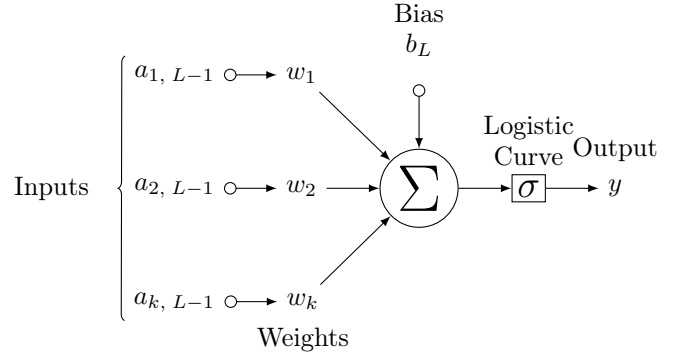 Bias
b_L
a_{1, L−1} w_1
Logistic
Curve
Output
Inputs a_{2, L−1} w_2 Σ σ y
a_{k, L−1} w_k
Weights